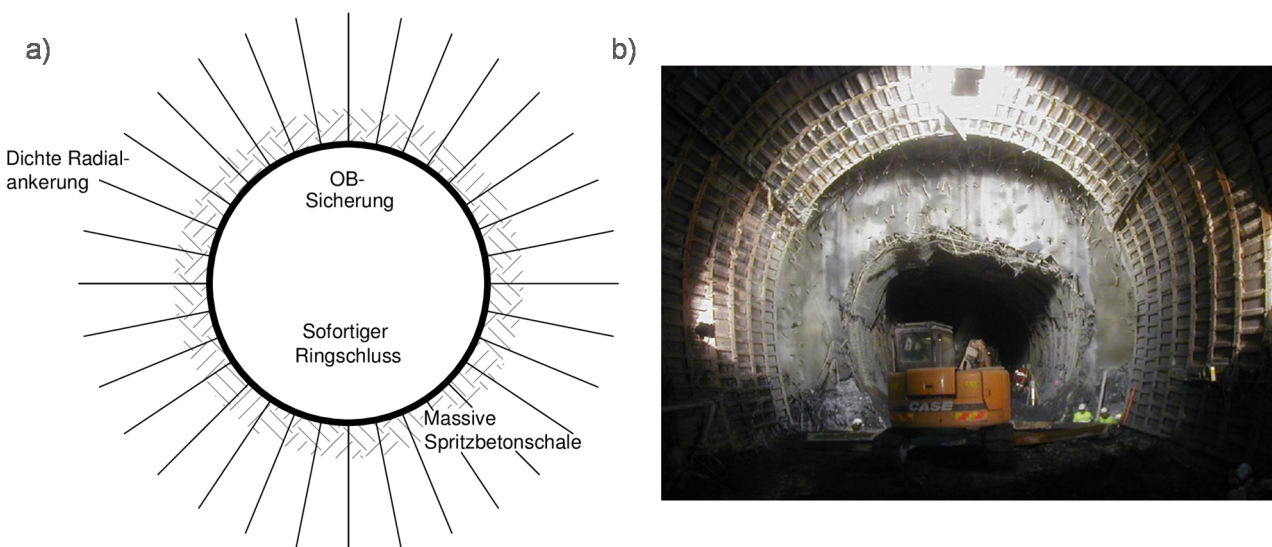 a)
Dichte Radial-
ankerung
OB-
Sicherung
Sofortiger
Ringschluss
Massive
Spritzbetonschale
b)
CASE